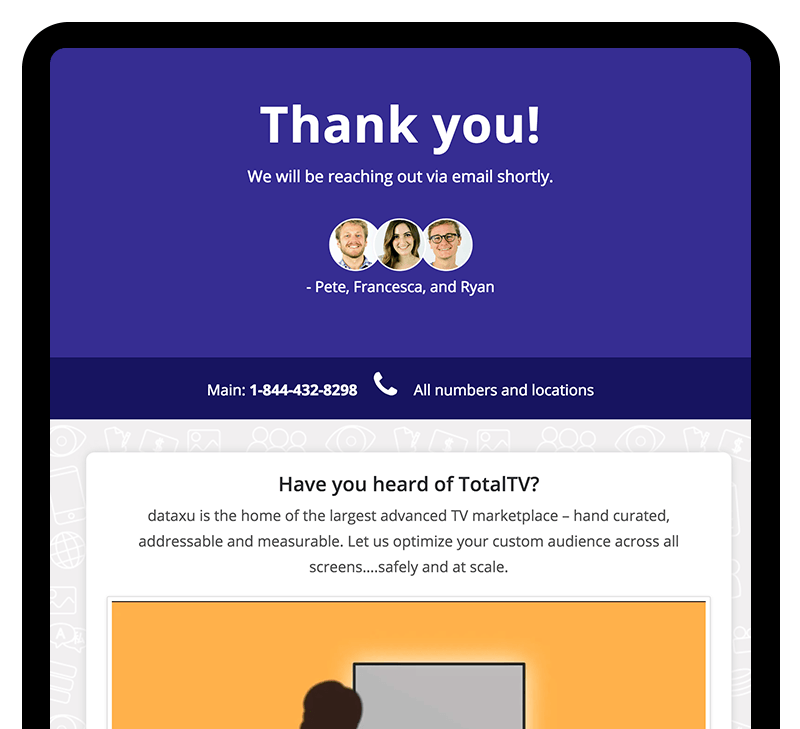 Thank you!
We will be reaching out via email shortly.
- Pete, Francesca, and Ryan
Main: 1-844-432-8298 All numbers and locations
Have you heard of TotalTV?
dataxu is the home of the largest advanced TV marketplace – hand curated,
addressable and measurable. Let us optimize your custom audience across all
screens....safely and at scale.